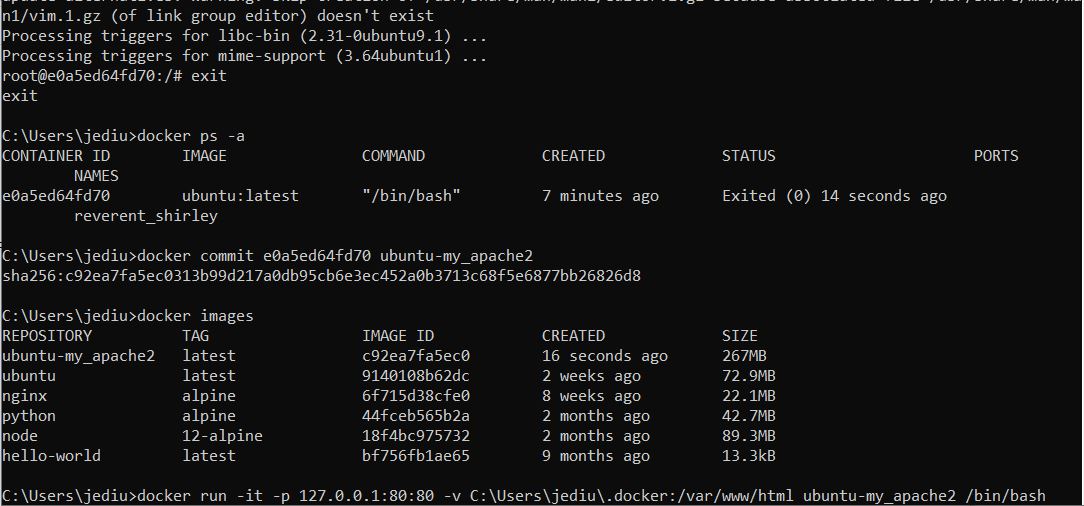 n1/vim.1.gz (of link group editor) doesn't exist
Processing triggers for libc-bin (2.31-0ubuntu9.1) ...
Processing triggers for mime-support (3.64ubuntu1) ...
root@e0a5ed64fd70:/# exit
exit
C:\Users\jediu>docker ps -a
CONTAINER ID IMAGE COMMAND CREATED STATUS PORTS
NAMES
e0a5ed64fd70 ubuntu:latest "/bin/bash" 7 minutes ago Exited (0) 14 seconds ago
reverent_shirley
C:\Users\jediu>docker commit e0a5ed64fd70 ubuntu-my_apache2
sha256:c92ea7fa5ec0313b99d217a0db95cb6e3ec452a0b3713c68f5e6877bb26826d8
C:\Users\jediu>docker images
REPOSITORY TAG IMAGE ID CREATED SIZE
ubuntu-my_apache2 latest c92ea7fa5ec0 16 seconds ago 267MB
ubuntu latest 9140108b62dc 2 weeks ago 72.9MB
nginx alpine 6f715d38cfe0 8 weeks ago 22.1MB
python alpine 44fceb565b2a 2 months ago 42.7MB
node 12-alpine 18f4bc975732 2 months ago 89.3MB
hello-world latest bf756fb1ae65 9 months ago 13.3kB
C:\Users\jediu>docker run -it -p 127.0.0.1:80:80 -v C:\Users\jediu\.docker:/var/www/html ubuntu-my_apache2 /bin/bash